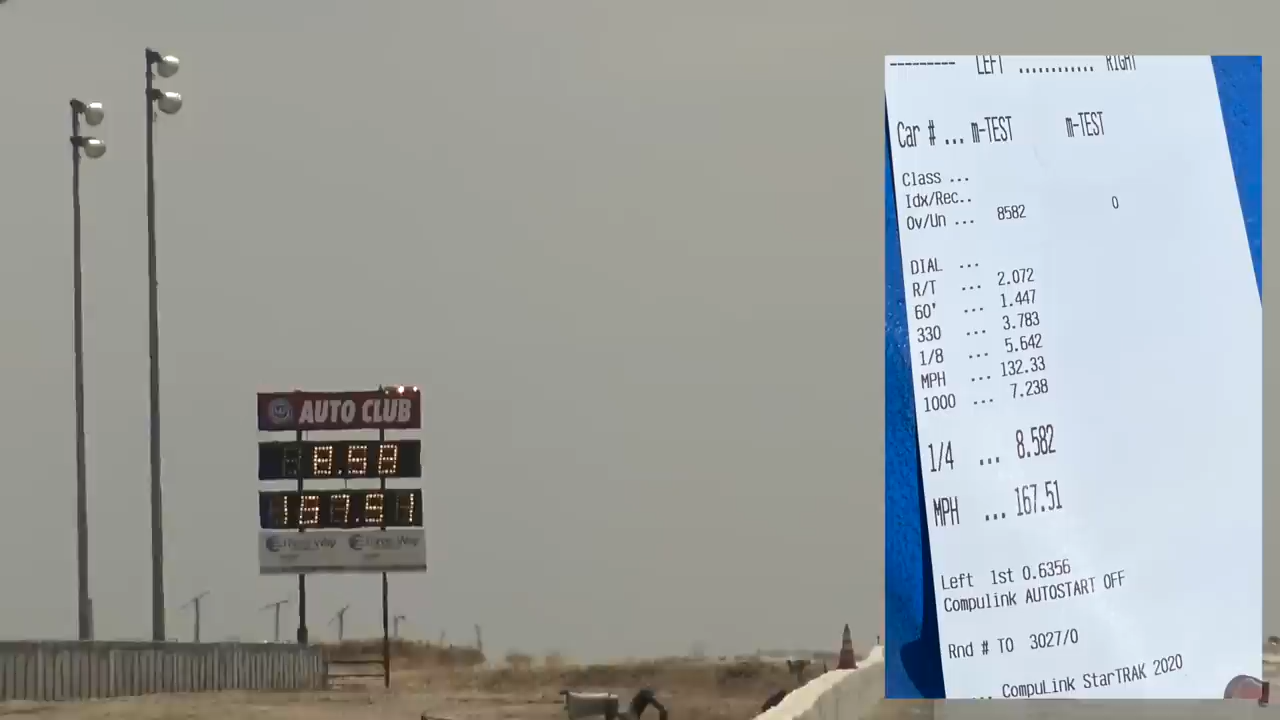 AUTO CLUB
8.58
167.51
-------- LEFT ............ RIGHT
Car # ... m-TEST m-TEST
Class ...
Idx/Rec..
Ov/Un ... 8582 0
DIAL ...
R/T ... 2.072
60' ... 1.447
330 ... 3.783
1/8 ... 5.642
MPH ... 132.33
1000 ... 7.238
1/4 ... 8.582
MPH ... 167.51
Left 1st 0.6356
Compulink AUTOSTART OFF
Rnd # TO 3027/0
... CompuLink StarTRAK 2020